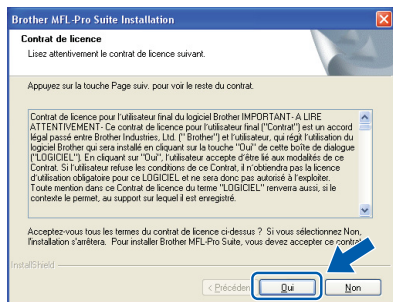 Brother MFL-Pro Suite Installation
Contrat de licence
Lisez attentivement le contrat de licence suivant.
Appuyez sur la touche Page suiv. pour voir le reste du contrat.
Contrat de licence pour l'utilisateur final du logiciel Brother IMPORTANT- A LIRE
ATTENTIVEMENT- Ce contrat de licence pour l'utilisateur final ("Contrat") est un accord
légal passé entre Brother Industries, Ltd. (" Brother") et l'utilisateur, qui régit l'utilisation du
logiciel Brother qui sera installé en cliquant sur la touche "Oui" de cette boîte de dialogue
("LOGICIEL"). En cliquant sur "Oui", l'utilisateur accepte d'être lié aux modalités de ce
Contrat. Si l'utilisateur refuse les conditions de ce Contrat, il n'obtiendra pas la licence
d'utilisation obligatoire pour ce LOGICIEL et ne sera donc pas autorisé à l'exploiter.
Toute mention dans ce Contrat de licence du terme "LOGICIEL" renverra aussi, si le
contexte le permet, au support sur lequel il est enregistré.
Acceptez-vous tous les termes du contrat de licence ci-dessus ? Si vous sélectionnez Non,
l'installation s'arrêtera. Pour installer Brother MFL-Pro Suite, vous devez accepter ce contrat.
InstallShield
< Précéden Oui Non